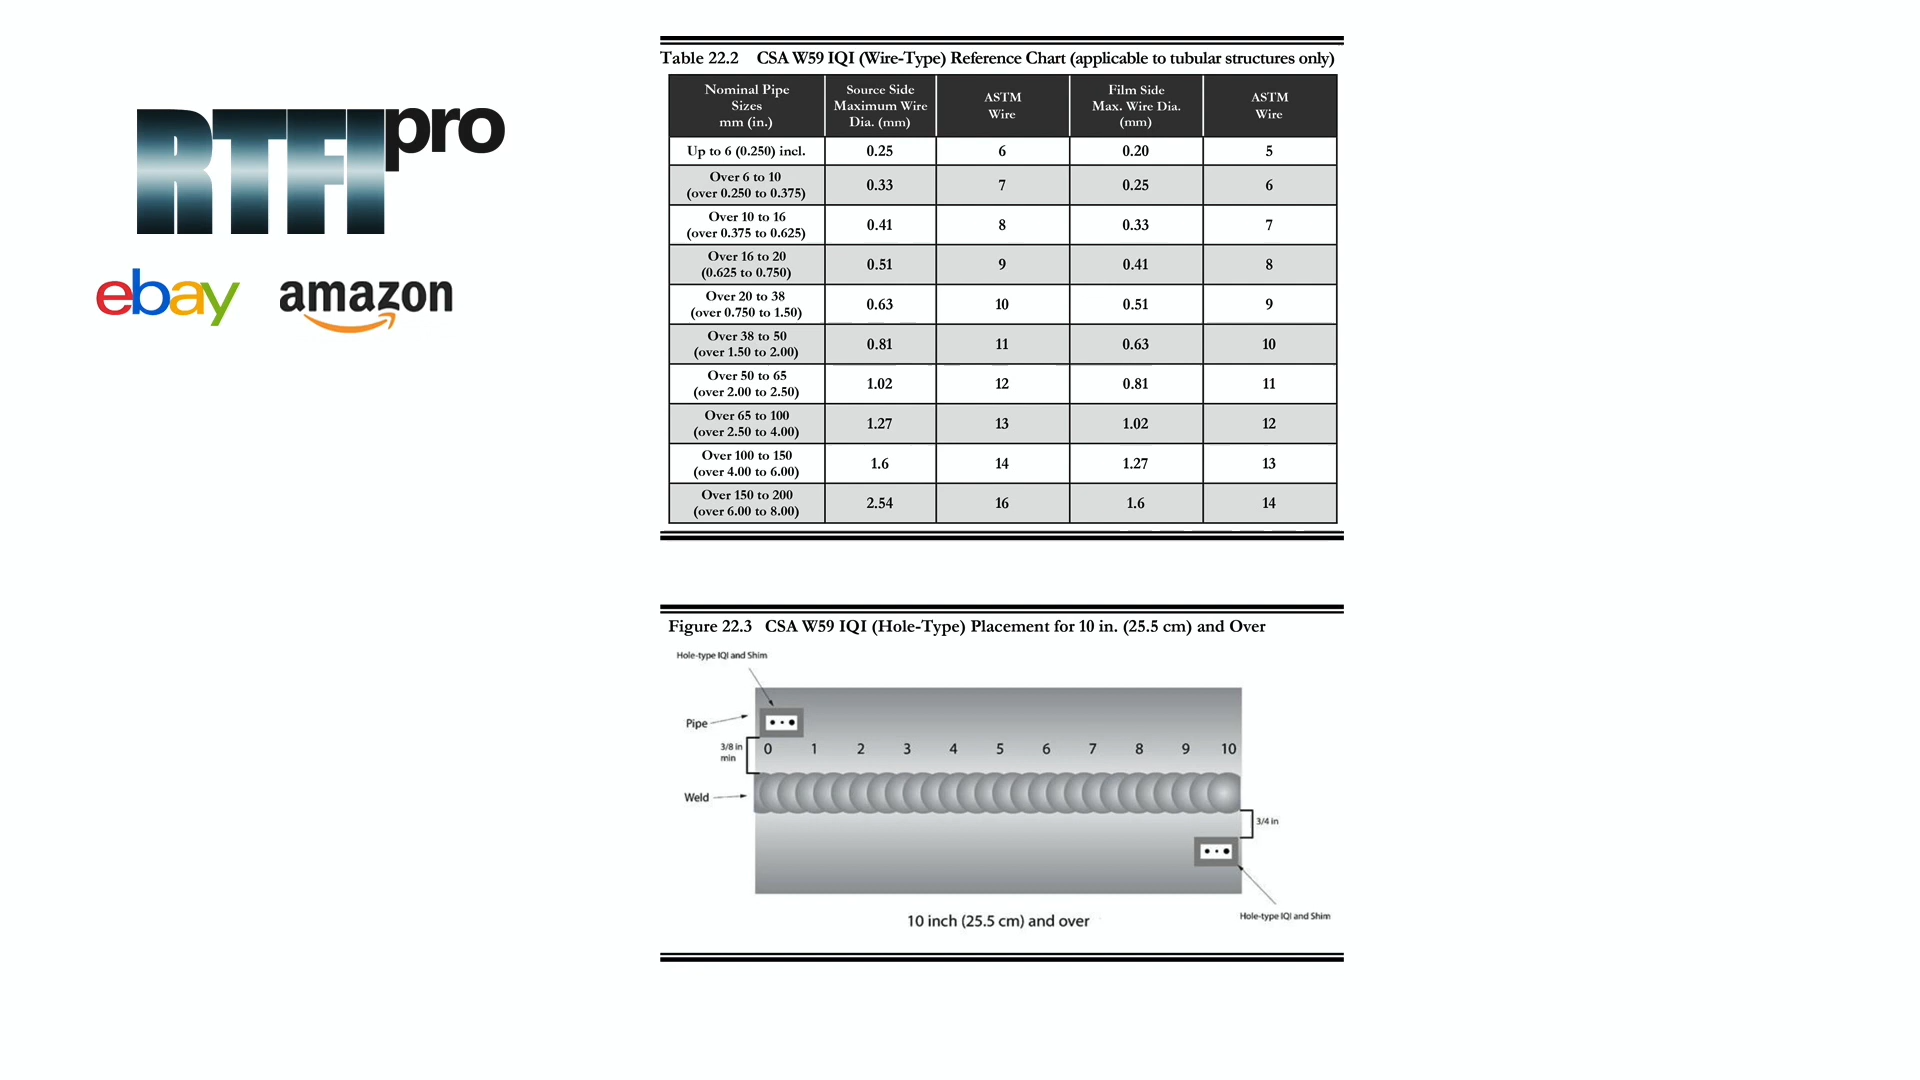 RTFI pro
ebay amazon
Table 22.2 CSA W59 IQI (Wire-Type) Reference Chart (applicable to tubular structures only)
Nominal Pipe Sizes mm (in.) Source Side Maximum Wire Dia. (mm) ASTM Wire Film Side Max. Wire Dia. (mm) ASTM Wire
Up to 6 (0.250) incl. 0.25 6 0.20 5
Over 6 to 10 (over 0.250 to 0.375) 0.33 7 0.25 6
Over 10 to 16 (over 0.375 to 0.625) 0.41 8 0.33 7
Over 16 to 20 (0.625 to 0.750) 0.51 9 0.41 8
Over 20 to 38 (over 0.750 to 1.50) 0.63 10 0.51 9
Over 38 to 50 (over 1.50 to 2.00) 0.81 11 0.63 10
Over 50 to 65 (over 2.00 to 2.50) 1.02 12 0.81 11
Over 65 to 100 (over 2.50 to 4.00) 1.27 13 1.02 12
Over 100 to 150 (over 4.00 to 6.00) 1.6 14 1.27 13
Over 150 to 200 (over 6.00 to 8.00) 2.54 16 1.6 14
Figure 22.3 CSA W59 IQI (Hole-Type) Placement for 10 in. (25.5 cm) and Over
Hole-type IQI and Shim
Pipe
3/8 in min
0 1 2 3 4 5 6 7 8 9 10
Weld
3/4 in
Hole-type IQI and Shim
10 inch (25.5 cm) and over